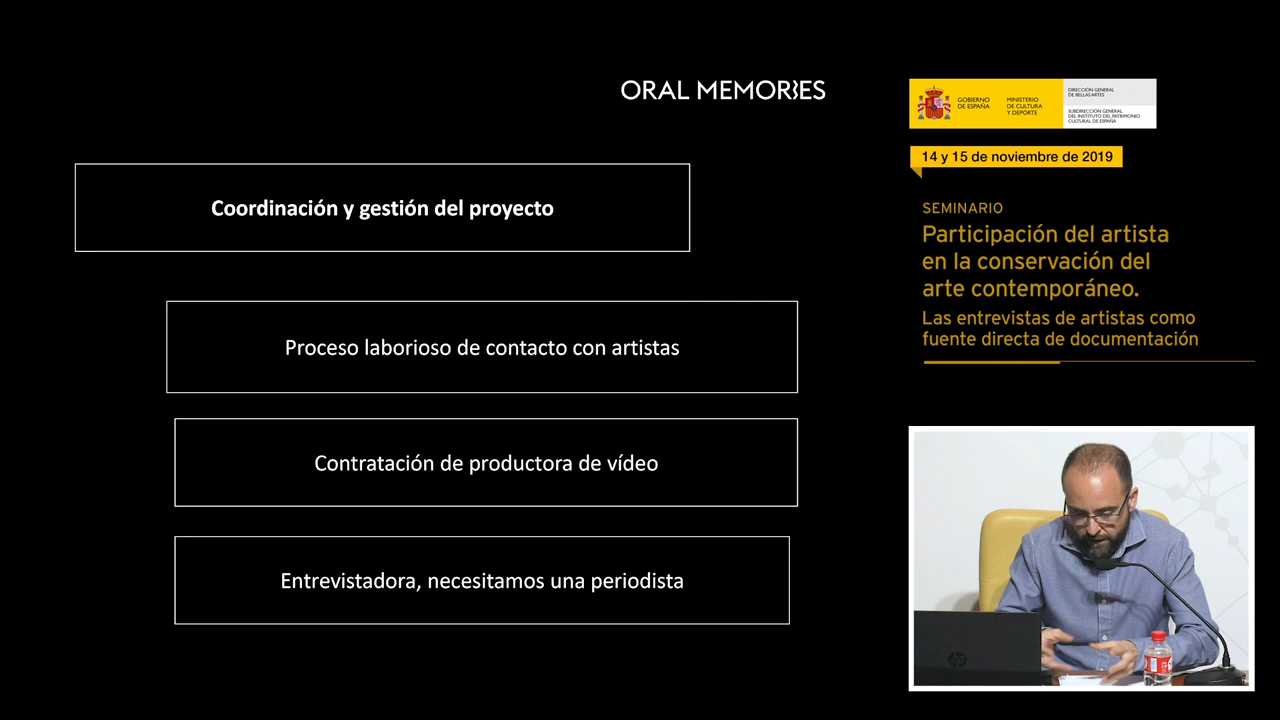 ORAL MEMORIES
Coordinación y gestión del proyecto
Proceso laborioso de contacto con artistas
Contratación de productora de vídeo
Entrevistadora, necesitamos una periodista
GOBIERNO
DE ESPAÑA
MINISTERIO
DE CULTURA
Y DEPORTE
DIRECCIÓN GENERAL
DE BELLAS ARTES
SUBDIRECCIÓN GENERAL
DEL INSTITUTO DEL PATRIMONIO
CULTURAL DE ESPAÑA
14 y 15 de noviembre de 2019
SEMINARIO
Participación del artista
en la conservación del
arte contemporáneo.
Las entrevistas de artistas como
fuente directa de documentación
hp